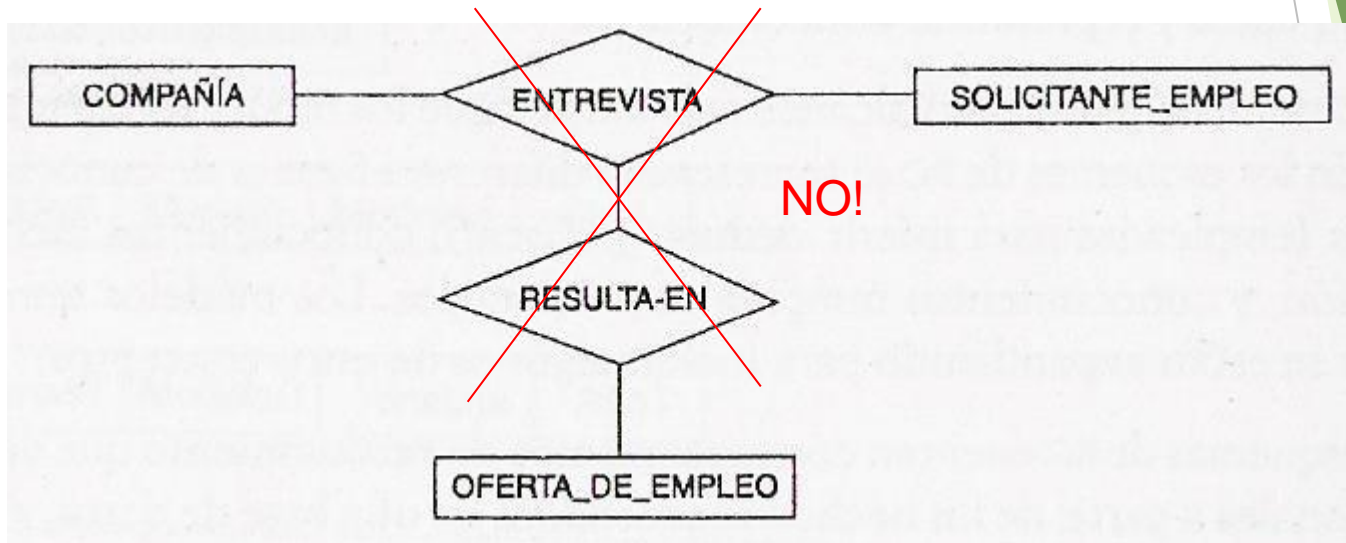 COMPAÑÍA
ENTREVISTA
SOLICITANTE_EMPLEO
NO!
RESULTA-EN
OFERTA_DE_EMPLEO